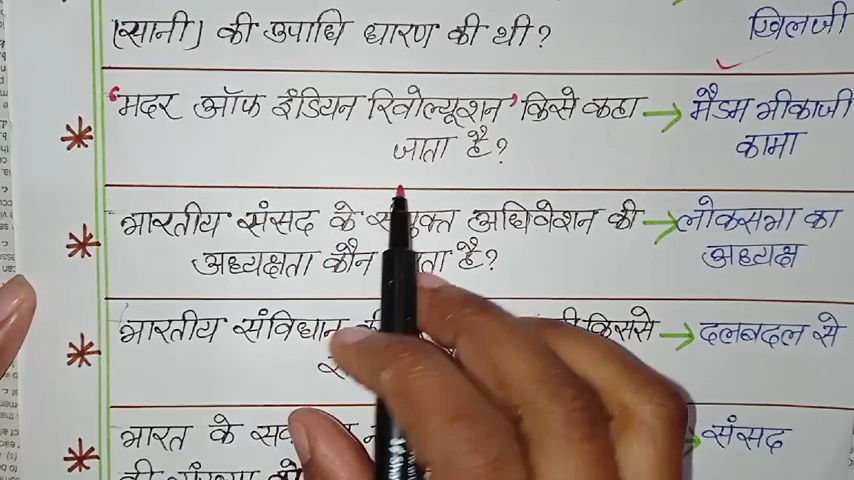 (सानी) की उपाधि धारण की थी?
खिलजी
'मदर ऑफ इंडियन रिवोल्यूशन' किसे कहा → मैडम भीकाजी
जाता है? कामा
भारतीय संसद के संयुक्त अधिवेशन की → लोकसभा का
अध्यक्षता कौन है? अध्यक्ष
भारतीय संविधान की किससे → दलबदल से
भारत के → संसद
की संख्या को